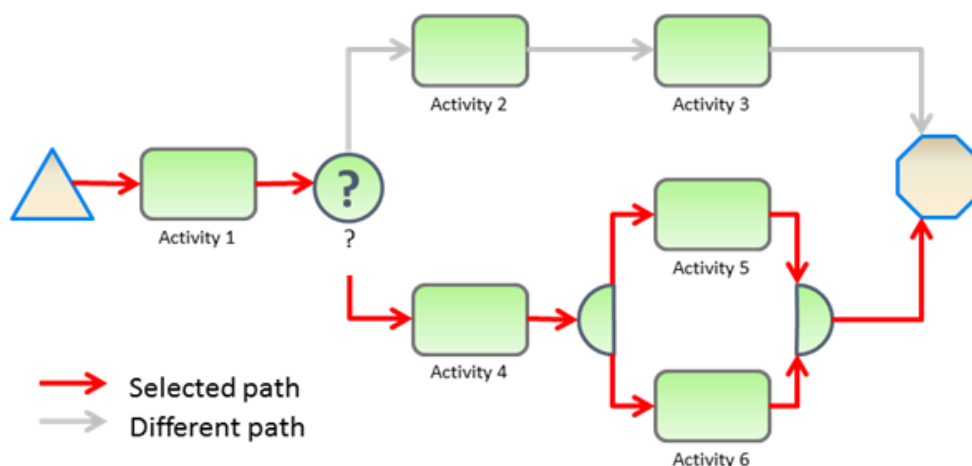 Activity 2
Activity 3
?
Activity 1
?
Activity 5
Activity 4
Selected path
Different path
Activity 6